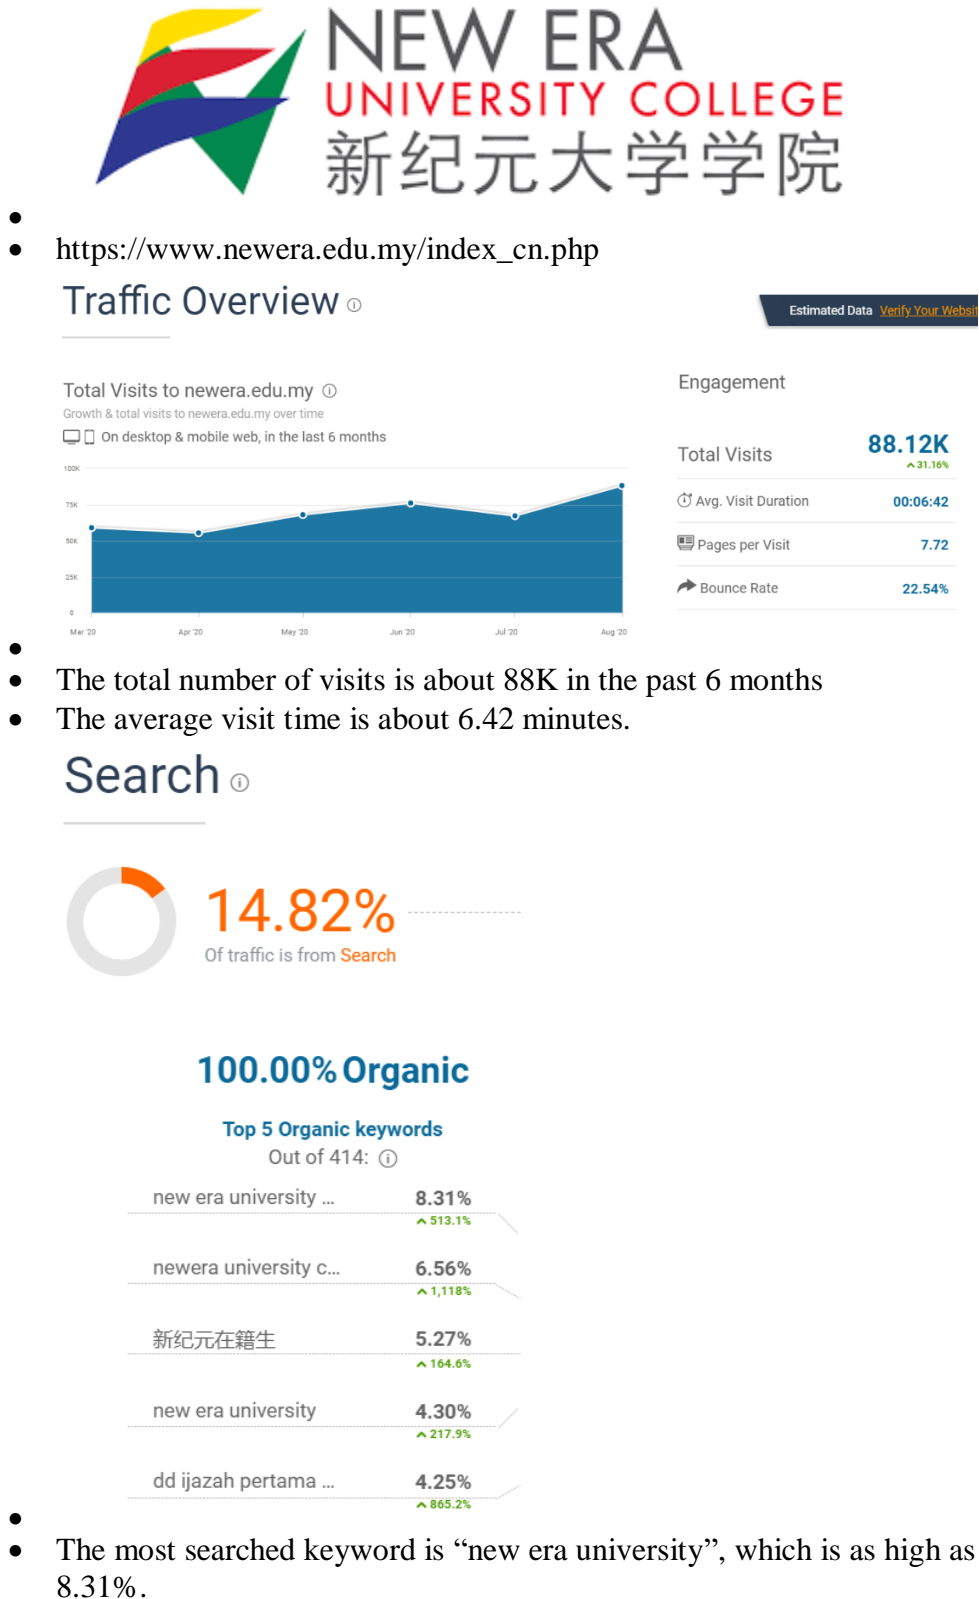 NEW ERA
UNIVERSITY COLLEGE
新纪元大学学院
https://www.newera.edu.my/index_cn.php
Traffic Overview
Estimated Data Verify Your Websit
Total Visits to newera.edu.my
Growth & total visits to newera.edu.my over time
On desktop & mobile web, in the last 6 months
100K
75K
50K
25K
0
Mar '20 Apr '20 May '20 Jun '20 Jul '20 Aug '20
Engagement
Total Visits 88.12K
31.16%
Avg. Visit Duration 00:06:42
Pages per Visit 7.72
Bounce Rate 22.54%
The total number of visits is about 88K in the past 6 months
The average visit time is about 6.42 minutes.
Search
14.82%
Of traffic is from Search
100.00% Organic
Top 5 Organic keywords
Out of 414:
new era university ... 8.31%
513.1%
newera university c... 6.56%
1,118%
新纪元在籍生 5.27%
164.6%
new era university 4.30%
217.9%
dd ijazah pertama ... 4.25%
865.2%
The most searched keyword is “new era university”, which is as high as
8.31%.